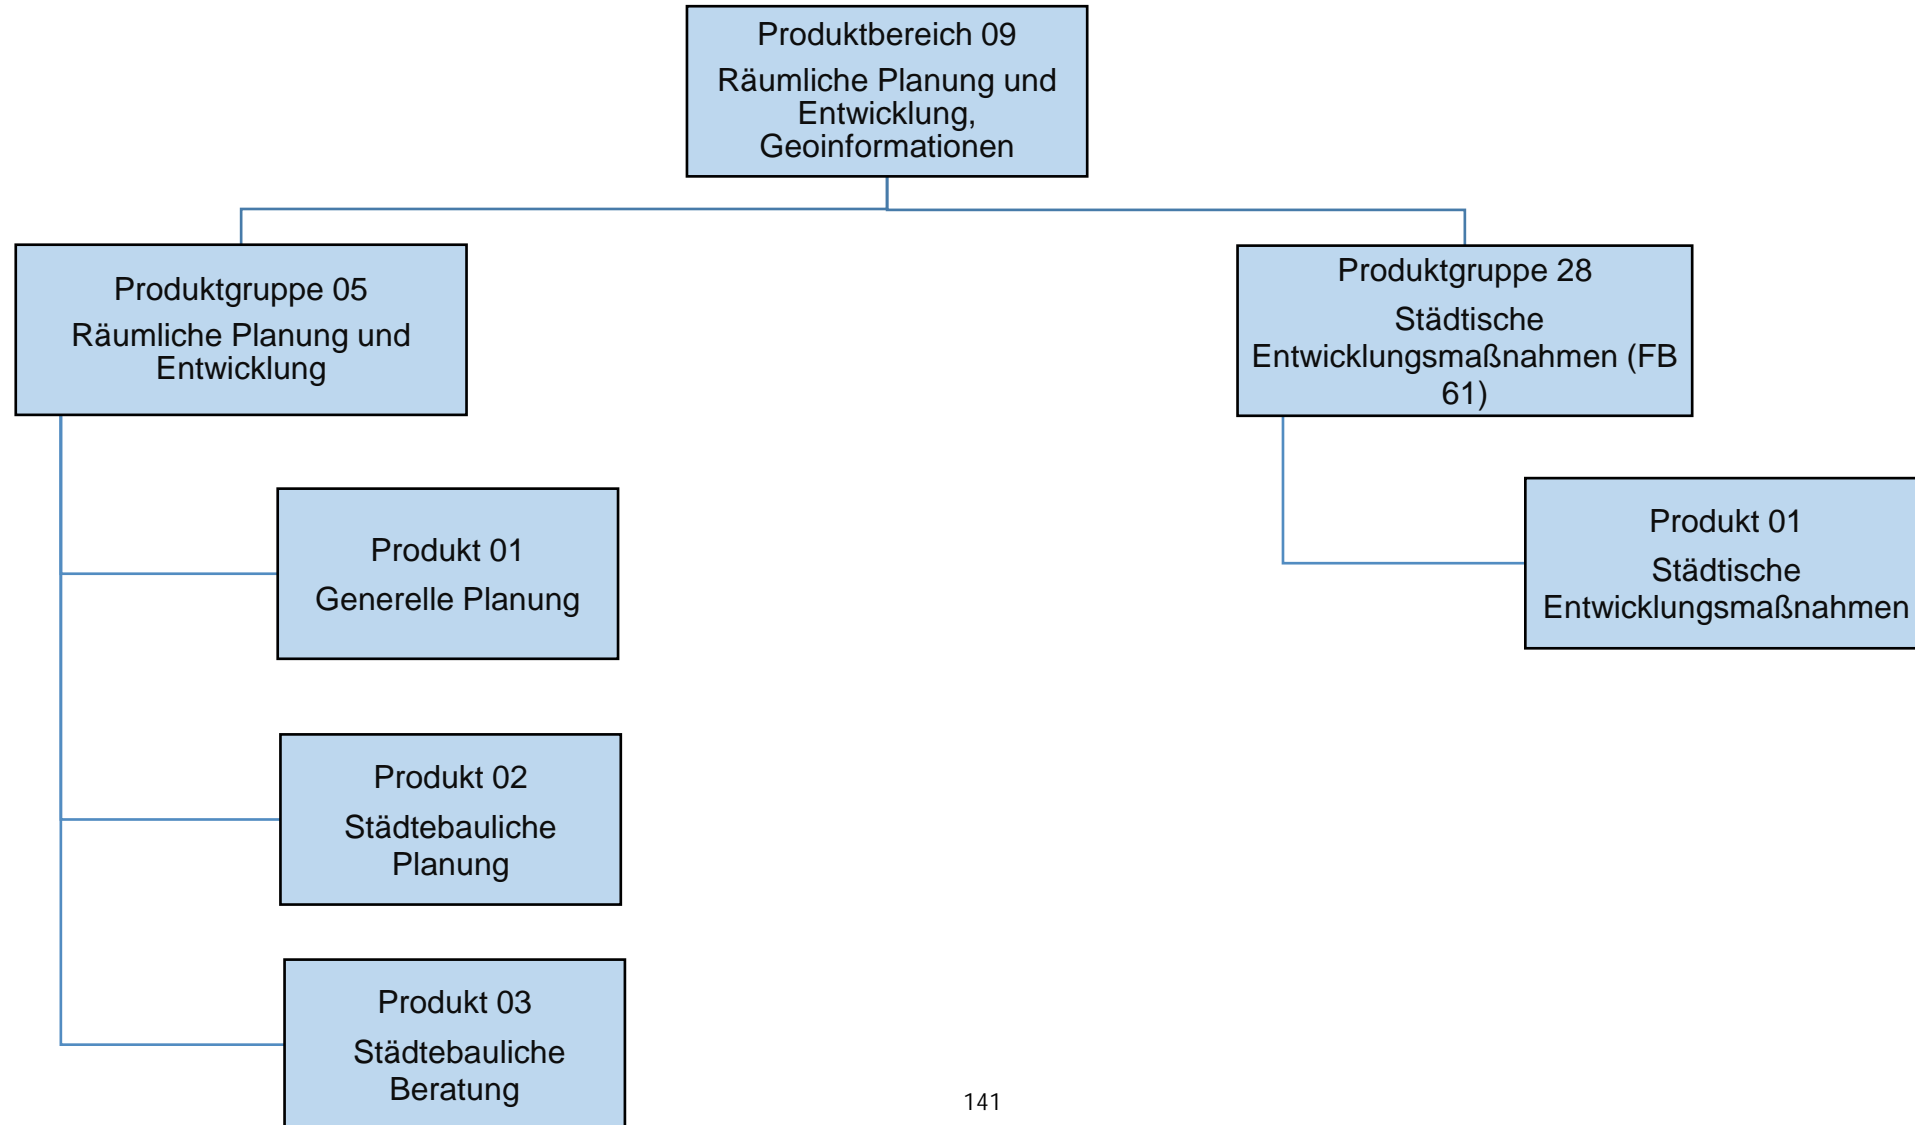 Produktbereich 09
Räumliche Planung und
Entwicklung,
Geoinformationen
Produktgruppe 05
Räumliche Planung und
Entwicklung
Produkt 01
Generelle Planung
Produkt 02
Städtebauliche
Planung
Produkt 03
Städtebauliche
Beratung
Produktgruppe 28
Städtische
Entwicklungsmaßnahmen (FB
61)
Produkt 01
Städtische
Entwicklungsmaßnahmen
141